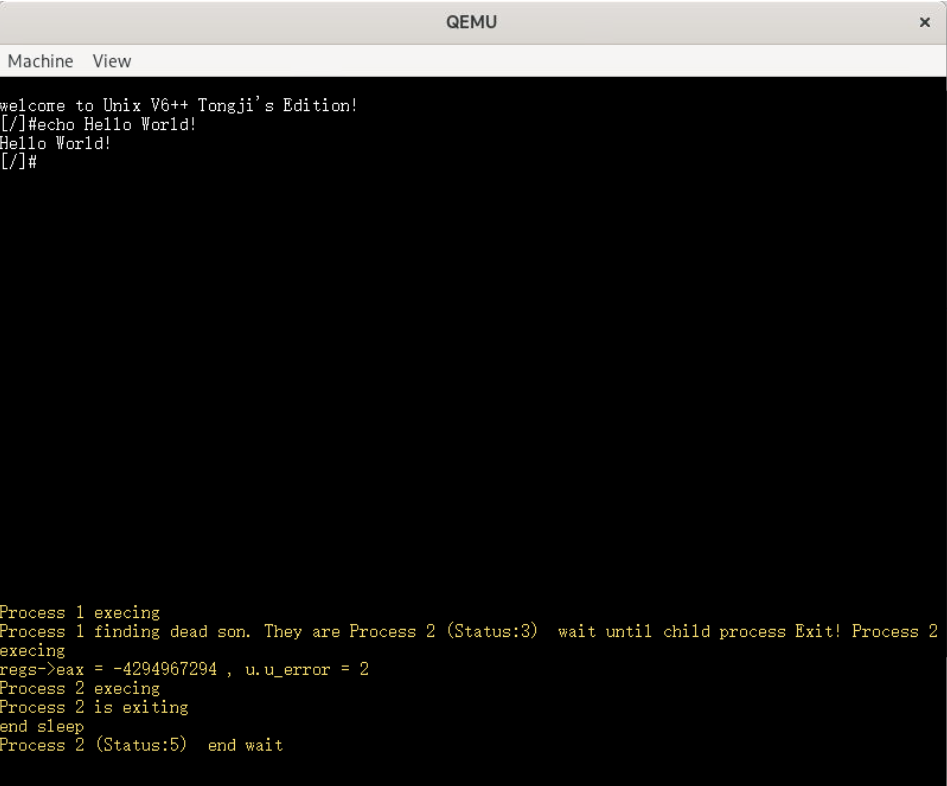 QEMU
×
Machine View
welcome to Unix V6++ Tongji's Edition!
[/]#echo Hello World!
Hello World!
[/]#
Process 1 execing
Process 1 finding dead son. They are Process 2 (Status:3)  wait until child process Exit! Process 2
execing
regs->eax = -4294967294 , u.u_error = 2
Process 2 execing
Process 2 is exiting
end sleep
Process 2 (Status:5)  end wait